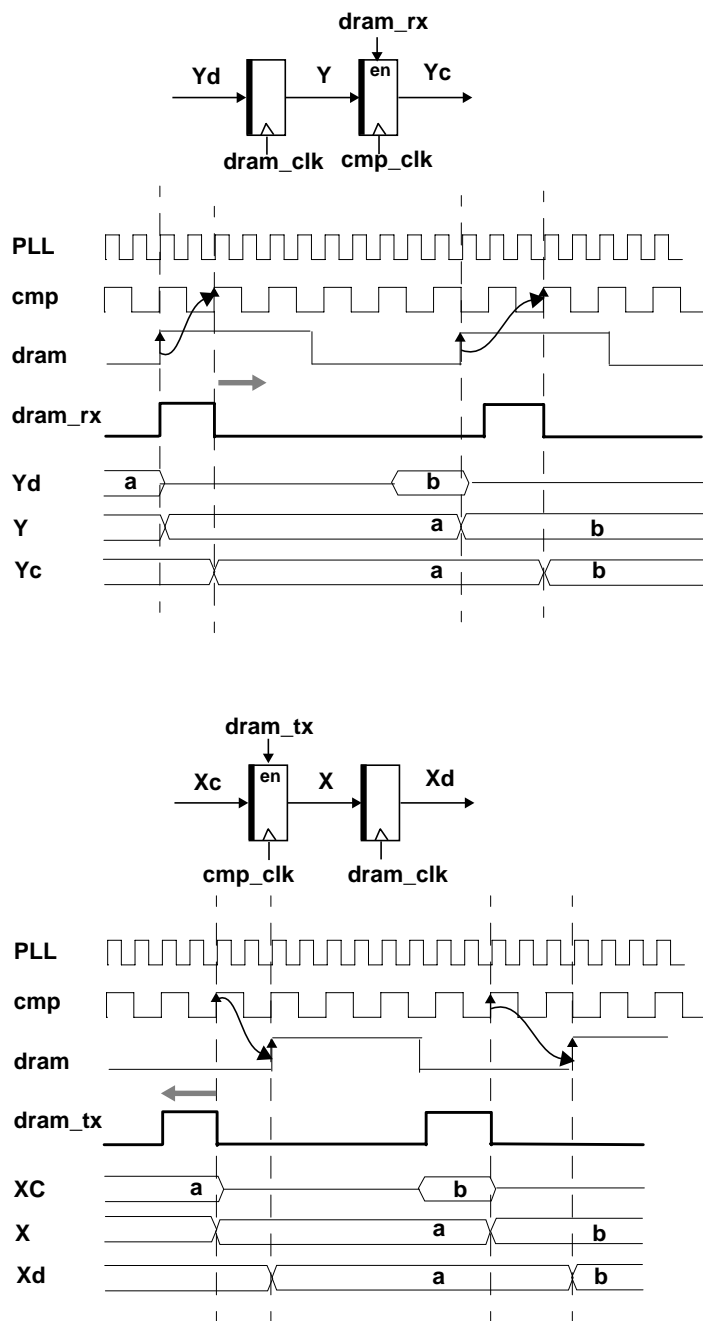 dram_rx
en
Yd Y Yc
dram_clk cmp_clk
PLL
cmp
dram
dram_rx
Yd a b
Y a b
Yc a b
dram_tx
en
Xc X Xd
cmp_clk dram_clk
PLL
cmp
dram
dram_tx
XC a b
X a b
Xd a b